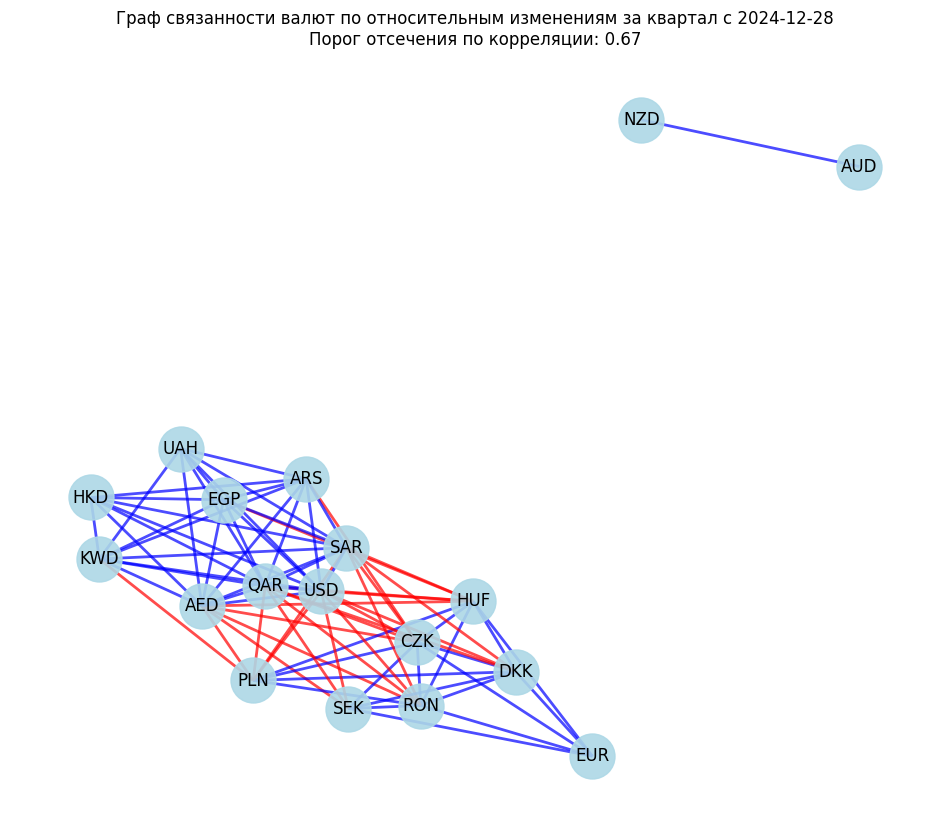 Граф связанности валют по относительным изменениям за квартал с 2024-12-28
Порог отсечения по корреляции: 0.67
NZD
AUD
UAH
ARS
HKD
EGP
SAR
KWD
QAR
USD
AED
HUF
CZK
DKK
PLN
SEK
RON
EUR